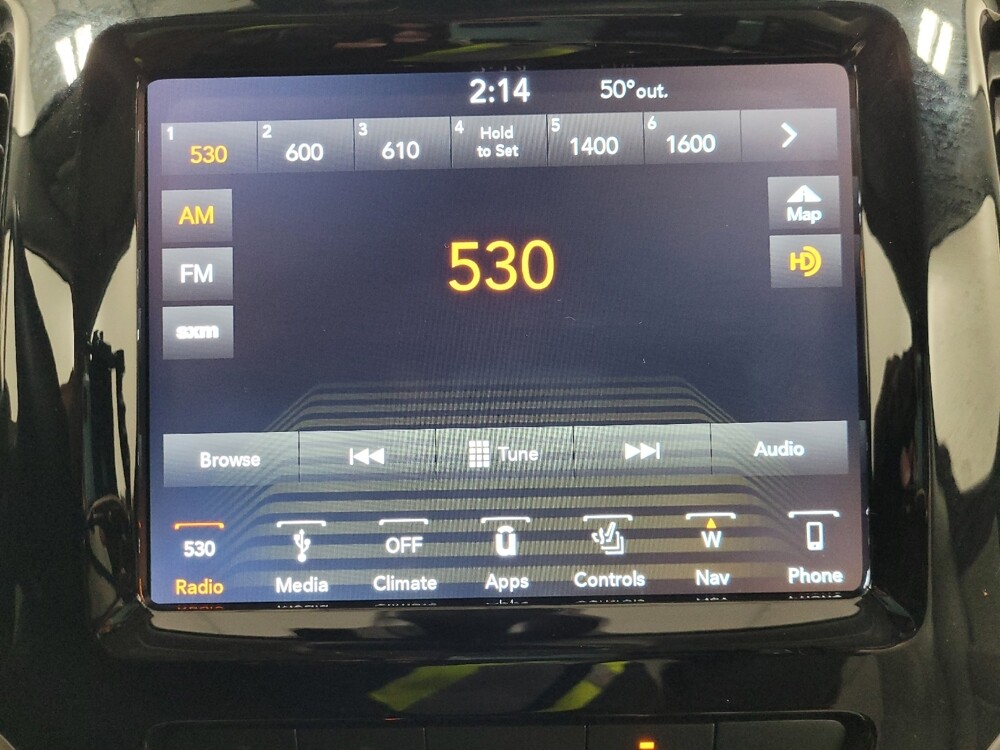 2:14 50° out.
1 530 2 600 3 610 4 Hold to Set 5 1400 6 1600
AM
Map
530
FM
HD
sxm
Browse Tune Audio
530 OFF u W
Radio Media Climate Apps Controls Nav Phone